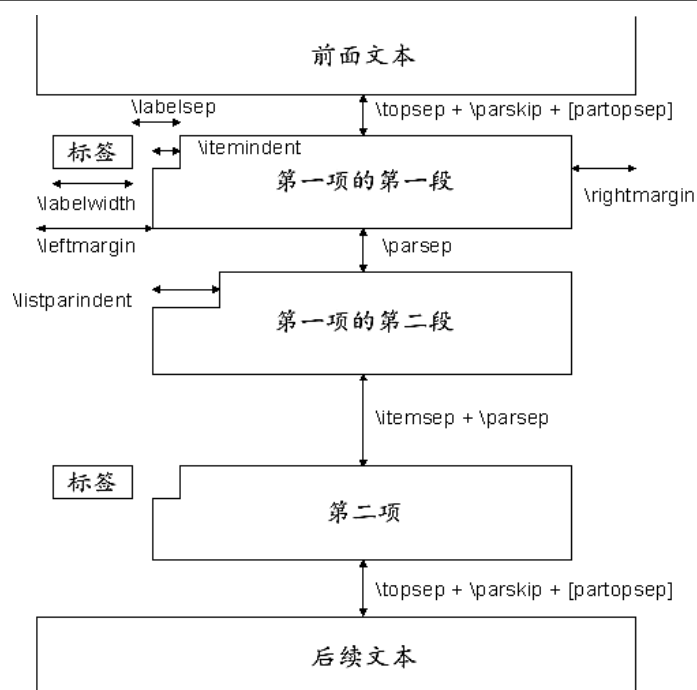 前面文本
\labelsep
\topsep + \parskip + [partopsep]
标签
\itemindent
第一项的第一段
\labelwidth
\rightmargin
\leftmargin
\parsep
\listparindent
第一项的第二段
\itemsep + \parsep
标签
第二项
\topsep + \parskip + [partopsep]
后续文本